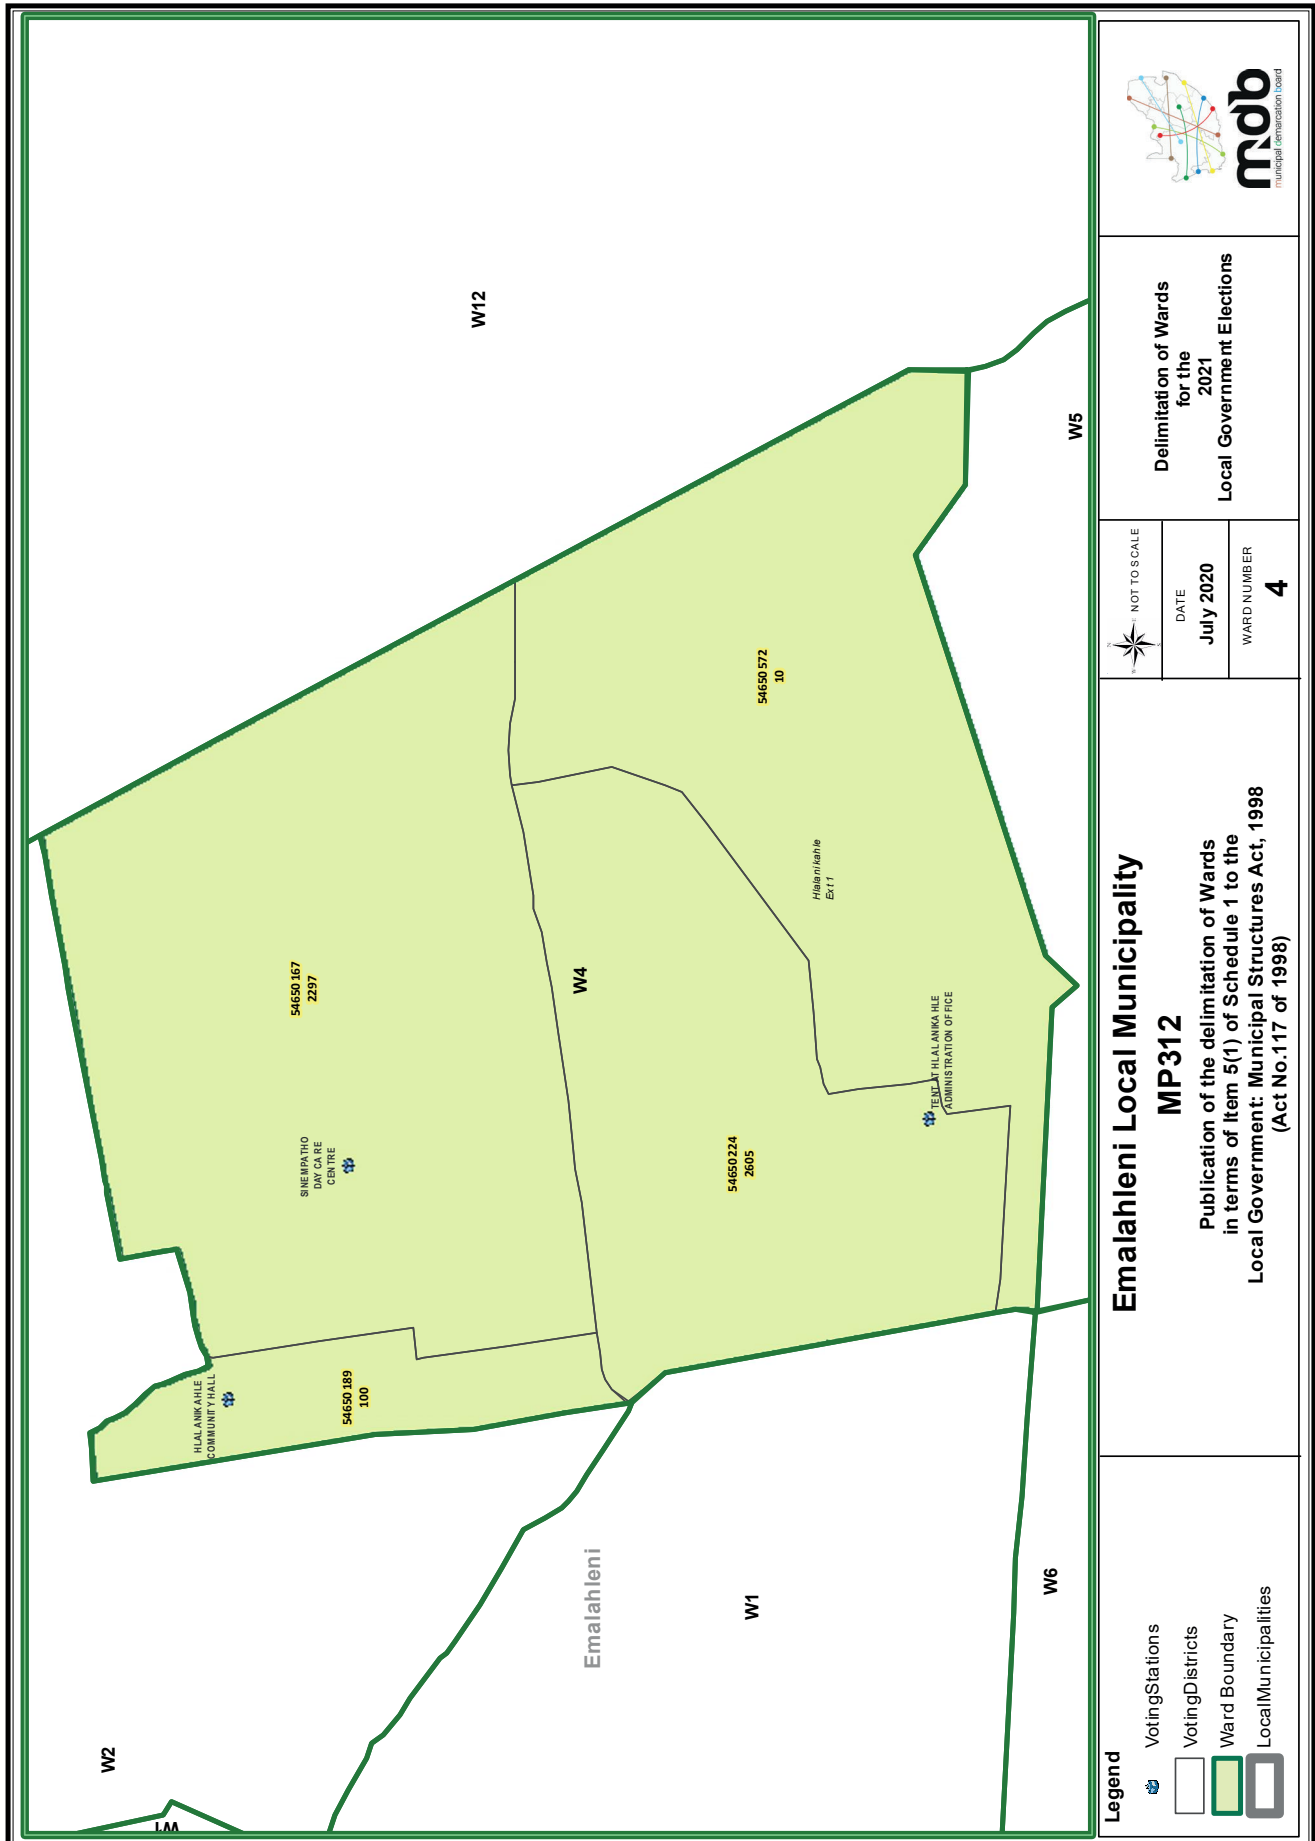 W2
W1
W12
HLALANIKAHLE
COMMUNITY HALL
SINEMPATHO
DAY CARE
CENTRE
54650167
2297
54650189
100
Emalahleni
W4
54650224
2605
54650572
10
Hlalanikahle
Ext 1
W1
TENT AT HLALANIKAHLE
ADMINISTRATION OFFICE
W6
W5
Legend
VotingStations
VotingDistricts
Ward Boundary
LocalMunicipalities
Emalahleni Local Municipality
MP312
Publication of the delimitation of Wards
in terms of Item 5(1) of Schedule 1 to the
Local Government: Municipal Structures Act, 1998
(Act No.117 of 1998)
N
W E
S
NOT TO SCALE
DATE
July 2020
WARD NUMBER
4
Delimitation of Wards
for the
2021
Local Government Elections
mdb
municipal demarcation board